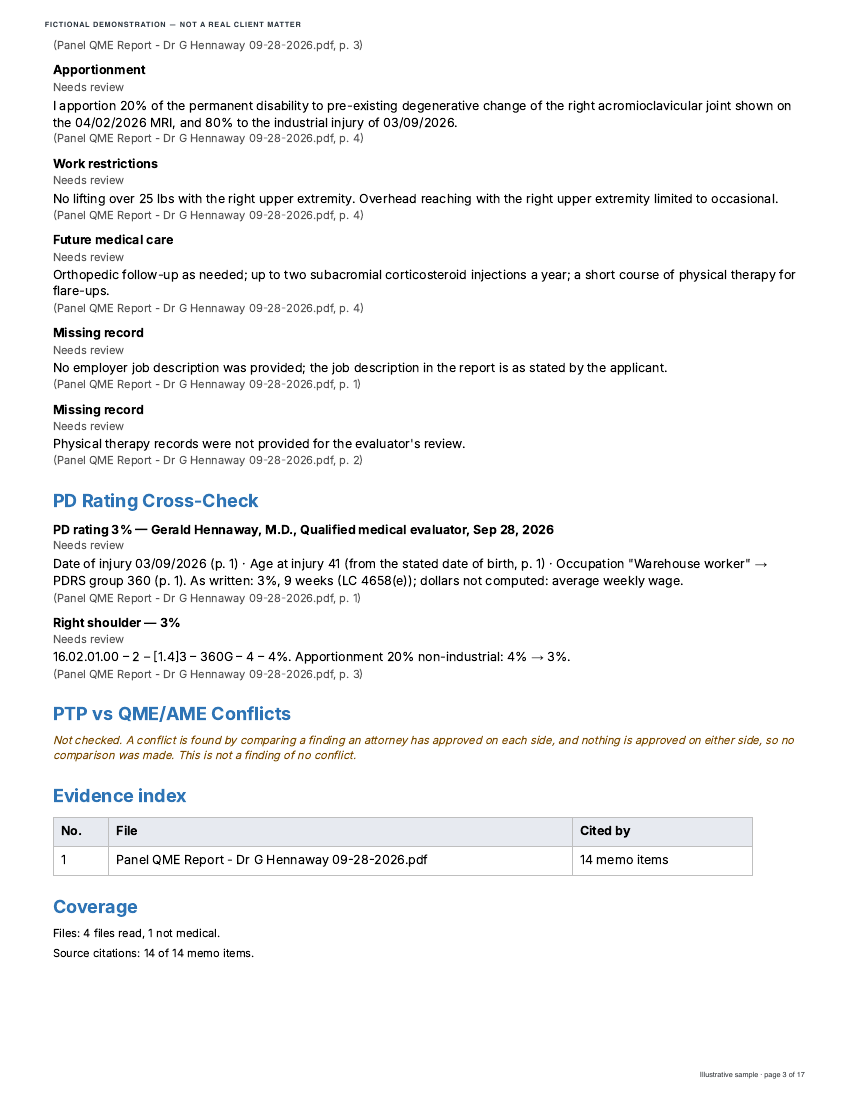 FICTIONAL DEMONSTRATION — NOT A REAL CLIENT MATTER
(Panel QME Report - Dr G Hennaway 09-28-2026.pdf, p. 3)
Apportionment
Needs review
I apportion 20% of the permanent disability to pre-existing degenerative change of the right acromioclavicular joint shown on
the 04/02/2026 MRI, and 80% to the industrial injury of 03/09/2026.
(Panel QME Report - Dr G Hennaway 09-28-2026.pdf, p. 4)
Work restrictions
Needs review
No lifting over 25 lbs with the right upper extremity. Overhead reaching with the right upper extremity limited to occasional.
(Panel QME Report - Dr G Hennaway 09-28-2026.pdf, p. 4)
Future medical care
Needs review
Orthopedic follow-up as needed; up to two subacromial corticosteroid injections a year; a short course of physical therapy for
flare-ups.
(Panel QME Report - Dr G Hennaway 09-28-2026.pdf, p. 4)
Missing record
Needs review
No employer job description was provided; the job description in the report is as stated by the applicant.
(Panel QME Report - Dr G Hennaway 09-28-2026.pdf, p. 1)
Missing record
Needs review
Physical therapy records were not provided for the evaluator's review.
(Panel QME Report - Dr G Hennaway 09-28-2026.pdf, p. 2)
PD Rating Cross-Check
PD rating 3% — Gerald Hennaway, M.D., Qualified medical evaluator, Sep 28, 2026
Needs review
Date of injury 03/09/2026 (p. 1) · Age at injury 41 (from the stated date of birth, p. 1) · Occupation "Warehouse worker" →
PDRS group 360 (p. 1). As written: 3%, 9 weeks (LC 4658(e)); dollars not computed: average weekly wage.
(Panel QME Report - Dr G Hennaway 09-28-2026.pdf, p. 1)
Right shoulder — 3%
Needs review
16.02.01.00 – 2 – [1.4]3 – 360G – 4 – 4%. Apportionment 20% non-industrial: 4% → 3%.
(Panel QME Report - Dr G Hennaway 09-28-2026.pdf, p. 3)
PTP vs QME/AME Conflicts
Not checked. A conflict is found by comparing a finding an attorney has approved on each side, and nothing is approved on either side, so no
comparison was made. This is not a finding of no conflict.
Evidence index
No. File Cited by
1 Panel QME Report - Dr G Hennaway 09-28-2026.pdf 14 memo items
Coverage
Files: 4 files read, 1 not medical.
Source citations: 14 of 14 memo items.
Illustrative sample · page 3 of 17